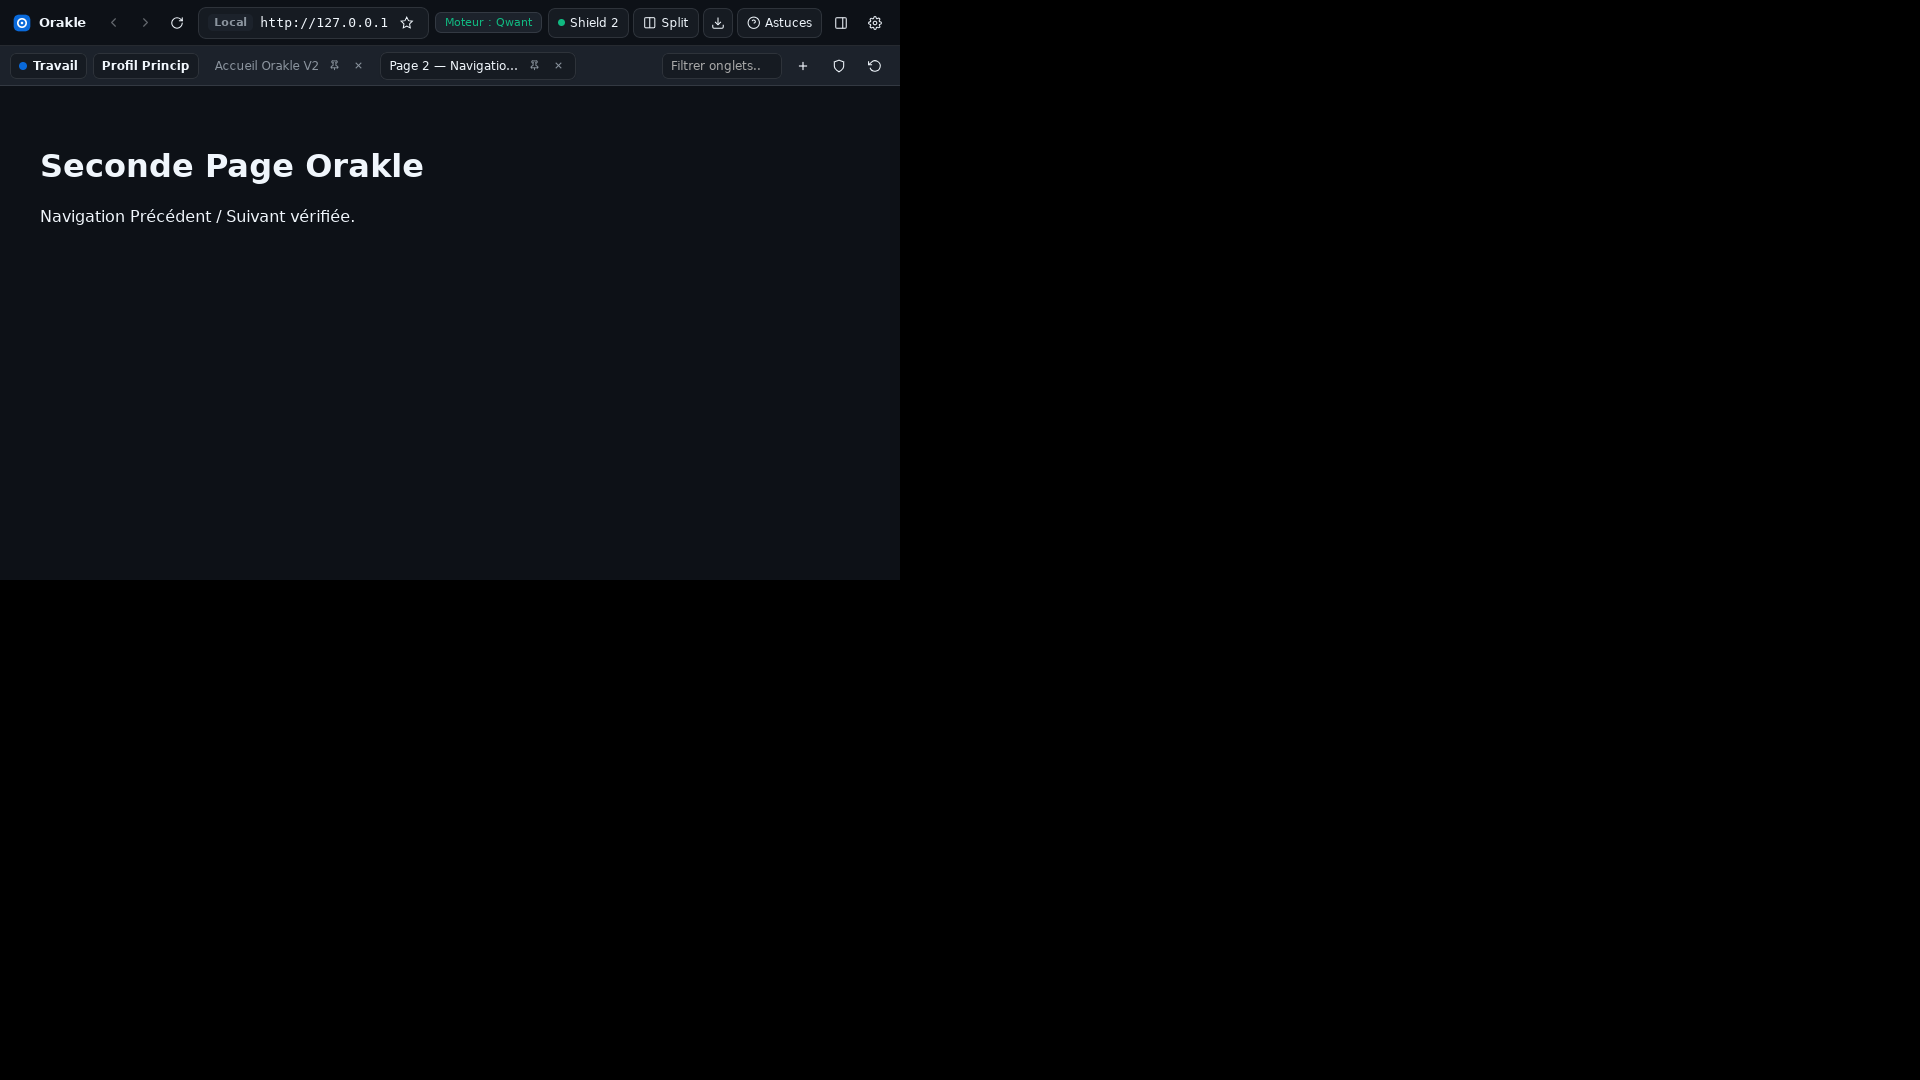 Orakle
Local http://127.0.0.1
Moteur : Qwant
Shield 2
Split
Astuces
Travail
Profil Princip
Accueil Orakle V2
Page 2 — Navigatio...
Filtrer onglets..
Seconde Page Orakle
Navigation Précédent / Suivant vérifiée.